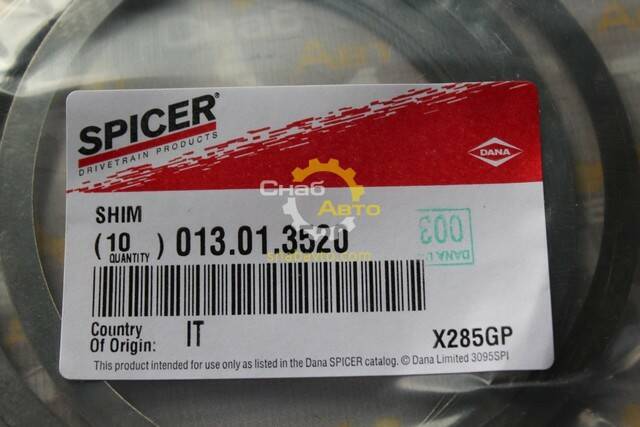 SPICER®
DRIVETRAIN PRODUCTS
DANA
Снаб
Авто
SHIM
(10) 013.01.3520
QUANTITY
003
DANA
снабавто.com
Country
Of Origin: IT
X285GP
This product intended for use only as listed in the Dana SPICER catalog. © Dana Limited 3095SPI